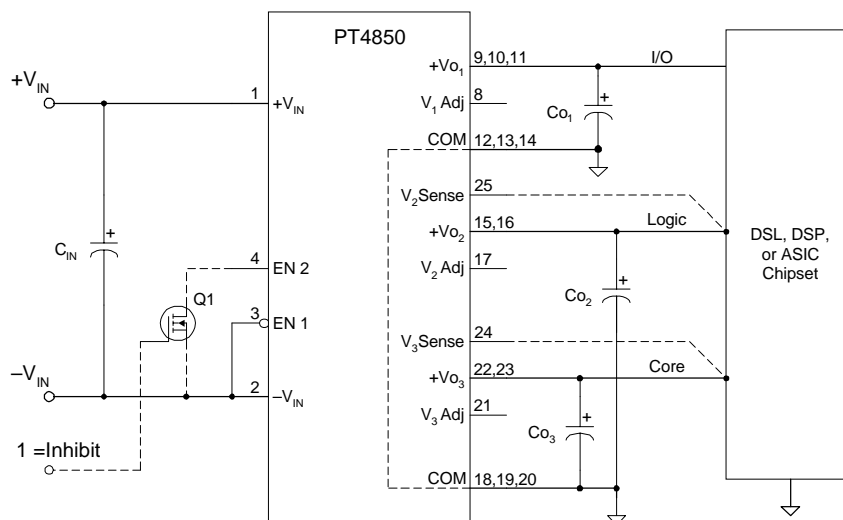 PT4850
+VIN
1
+VIN
CIN
+
4
EN 2
Q1
3
EN 1
–VIN
2
–VIN
1 =Inhibit
+Vo1
9,10,11
I/O
V1 Adj
8
+
Co1
COM
12,13,14
V2Sense
25
+Vo2
15,16
Logic
V2 Adj
17
+
Co2
V3Sense
24
+Vo3
22,23
Core
V3 Adj
21
+
Co3
COM
18,19,20
DSL, DSP,
or ASIC
Chipset